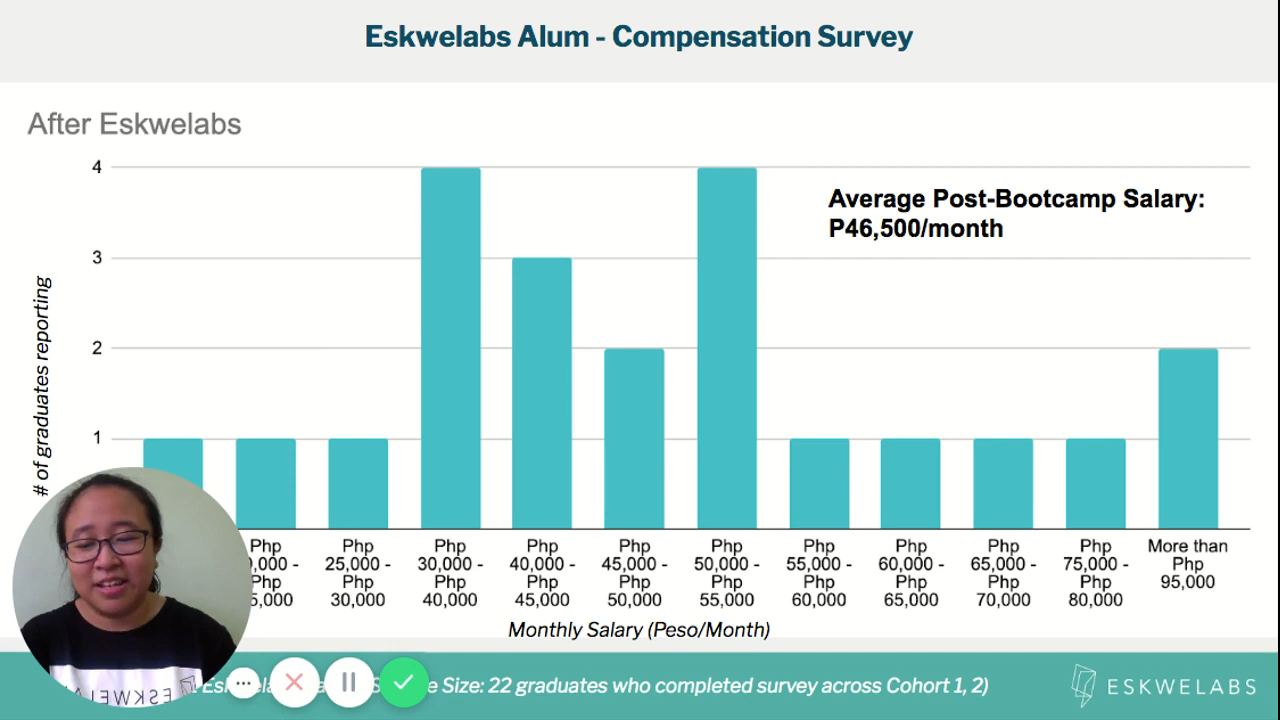 Eskwelabs Alum - Compensation Survey
After Eskwelabs
Average Post-Bootcamp Salary:
P46,500/month
# of graduates reporting
4
3
2
1
Php
Php
25,000 -
Php
30,000
Php
30,000 -
Php
40,000
Php
40,000 -
Php
45,000
Php
45,000 -
Php
50,000
Php
50,000 -
Php
55,000
Php
55,000 -
Php
60,000
Php
60,000 -
Php
65,000
Php
65,000 -
Php
70,000
Php
75,000 -
Php
80,000
More than
Php
95,000
Monthly Salary (Peso/Month)
Size: 22 graduates who completed survey across Cohort 1, 2)
ESKWELABS